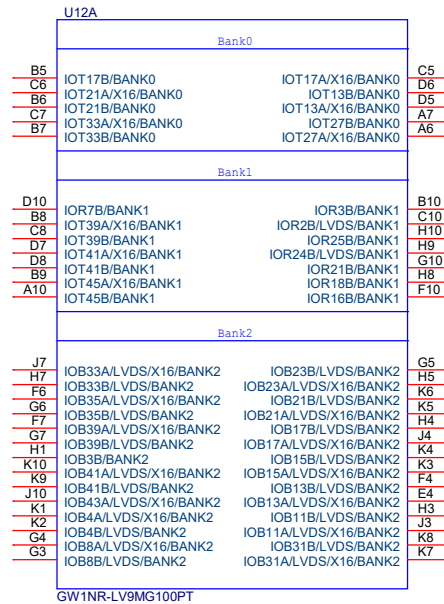 U12A
Bank0
B5 IOT17B/BANK0 IOT17A/X16/BANK0 C5
C6 IOT21A/X16/BANK0 IOT13B/BANK0 D6
B6 IOT21B/BANK0 IOT13A/X16/BANK0 D5
C7 IOT33A/X16/BANK0 IOT27B/BANK0 A7
B7 IOT33B/BANK0 IOT27A/X16/BANK0 A6
Bank1
D10 IOR7B/BANK1 IOR3B/BANK1 B10
B8 IOT39A/X16/BANK1 IOR2B/LVDS/BANK1 C10
C8 IOT39B/BANK1 IOR25B/BANK1 H10
D7 IOT41A/X16/BANK1 IOR24B/LVDS/BANK1 H9
D8 IOT41B/BANK1 IOR21B/BANK1 G10
B9 IOT45A/X16/BANK1 IOR18B/BANK1 H8
A10 IOT45B/BANK1 IOR16B/BANK1 F10
Bank2
J7 IOB33A/LVDS/X16/BANK2 IOB23B/LVDS/BANK2 G5
H7 IOB33B/LVDS/BANK2 IOB23A/LVDS/X16/BANK2 H5
F6 IOB35A/LVDS/X16/BANK2 IOB21B/LVDS/BANK2 K6
G6 IOB35B/LVDS/BANK2 IOB21A/LVDS/X16/BANK2 K5
F7 IOB39A/LVDS/X16/BANK2 IOB17B/LVDS/BANK2 H4
G7 IOB39B/LVDS/BANK2 IOB17A/LVDS/X16/BANK2 J4
H1 IOB3B/BANK2 IOB15B/LVDS/BANK2 K4
K10 IOB41A/LVDS/X16/BANK2 IOB15A/LVDS/X16/BANK2 K3
K9 IOB41B/LVDS/BANK2 IOB13B/LVDS/BANK2 F4
J10 IOB43A/LVDS/X16/BANK2 IOB13A/LVDS/X16/BANK2 E4
K1 IOB4A/LVDS/X16/BANK2 IOB11B/LVDS/BANK2 H3
K2 IOB4B/LVDS/BANK2 IOB11A/LVDS/X16/BANK2 J3
G4 IOB8A/LVDS/X16/BANK2 IOB31B/LVDS/BANK2 K8
G3 IOB8B/LVDS/BANK2 IOB31A/LVDS/X16/BANK2 K7
GW1NR-LV9MG100PT